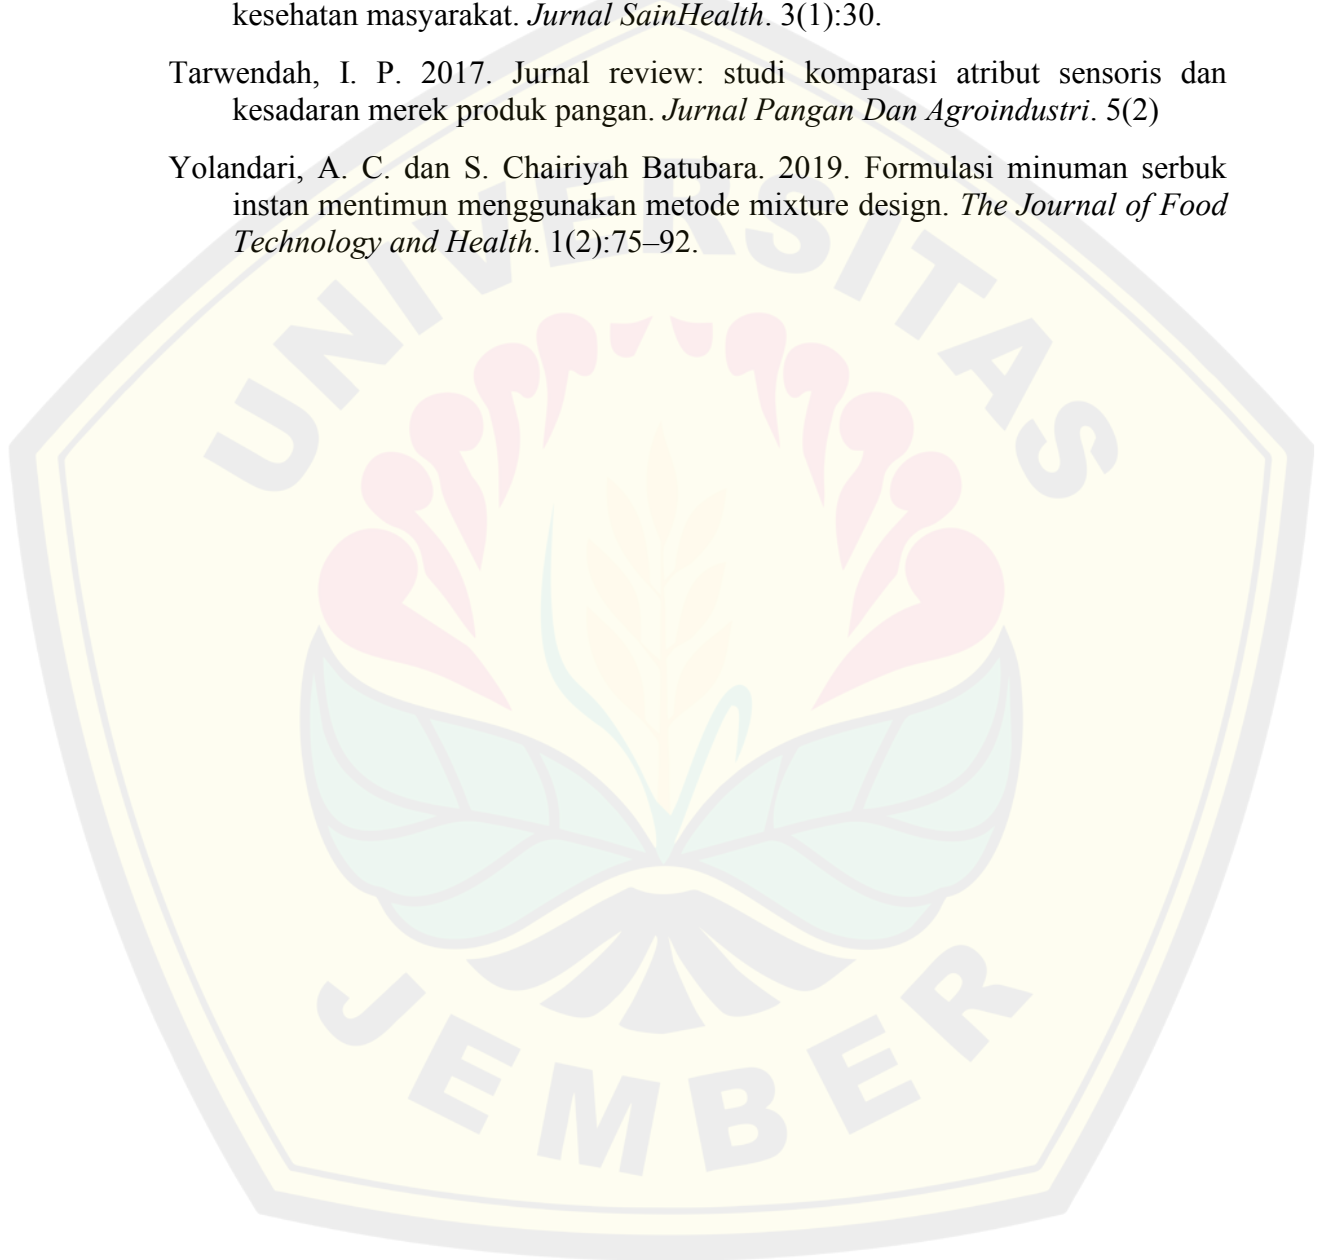 kesehatan masyarakat. Jurnal SainHealth. 3(1):30.
Tarwendah, I. P. 2017. Jurnal review: studi komparasi atribut sensoris dan
kesadaran merek produk pangan. Jurnal Pangan Dan Agroindustri. 5(2)
Yolandari, A. C. dan S. Chairiyah Batubara. 2019. Formulasi minuman serbuk
instan mentimun menggunakan metode mixture design. The Journal of Food
Technology and Health. 1(2):75–92.
UNIVERSITAS
JEMBER